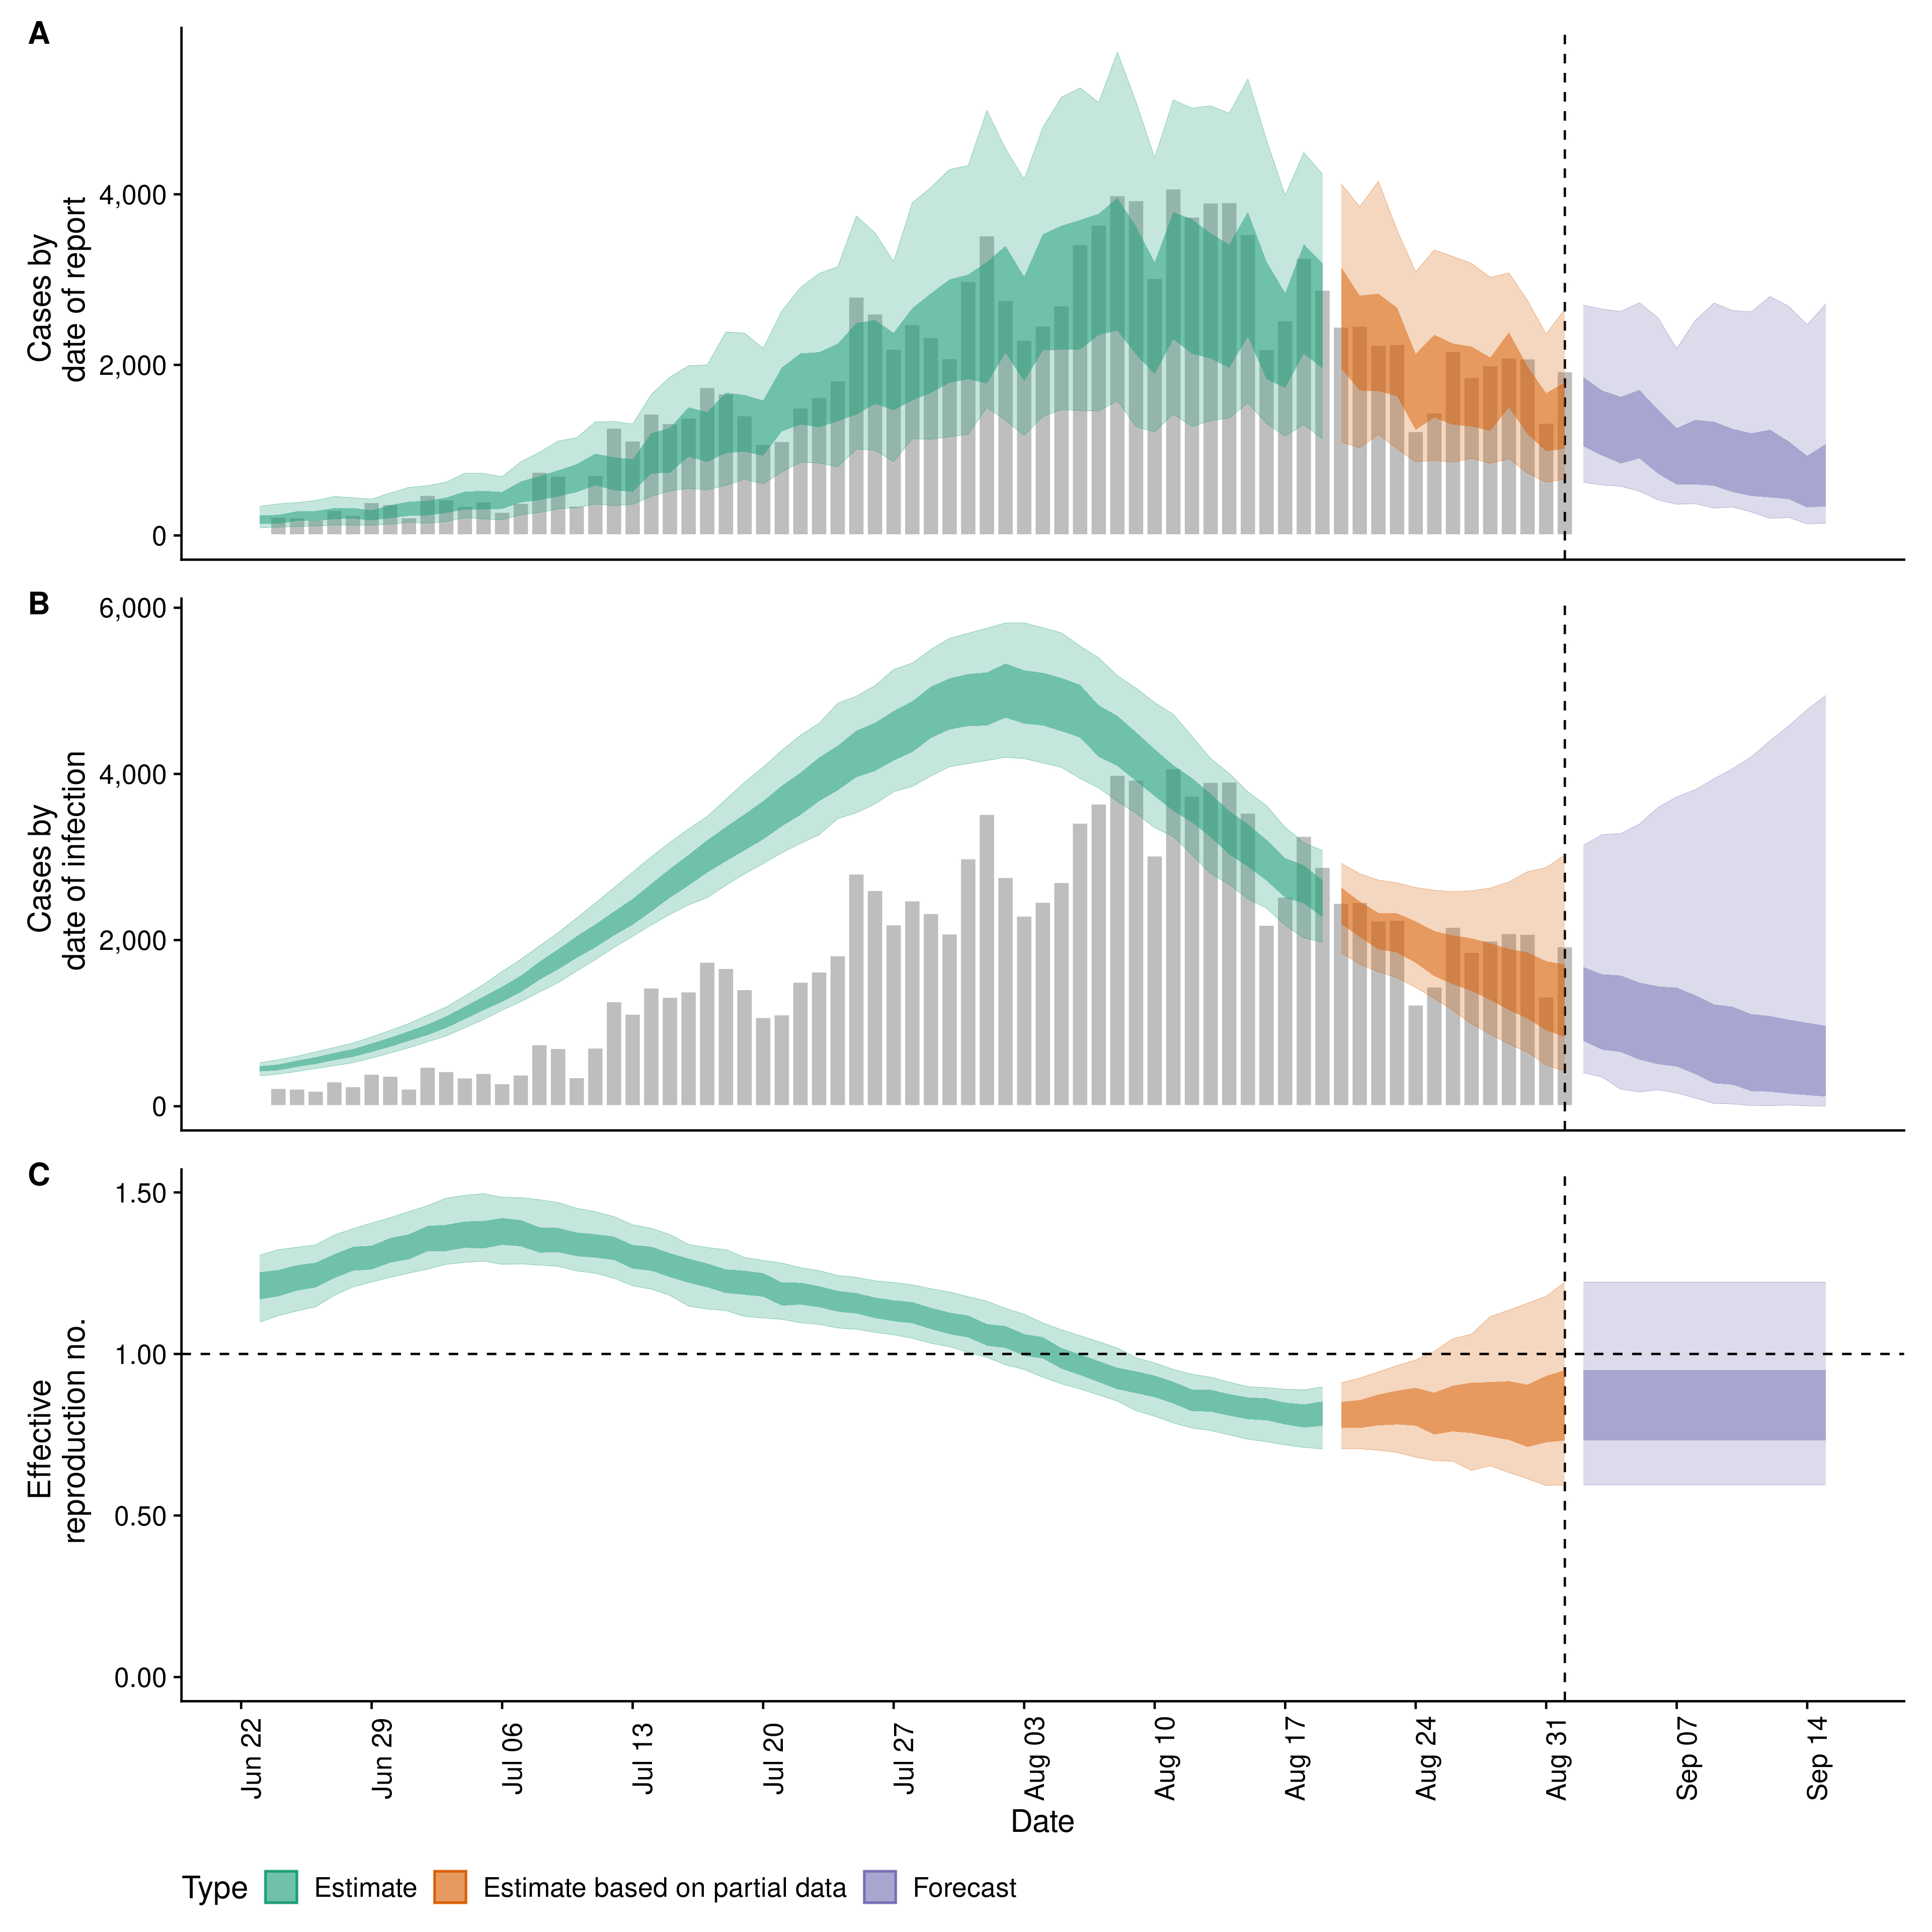 A
Cases by
date of report
4,000
2,000
0
B
Cases by
date of infection
6,000
4,000
2,000
0
C
Effective
reproduction no.
1.50
1.00
0.50
0.00
Jun 22
Jun 29
Jul 06
Jul 13
Jul 20
Jul 27
Aug 03
Aug 10
Aug 17
Aug 24
Aug 31
Sep 07
Sep 14
Date
Type
Estimate
Estimate based on partial data
Forecast